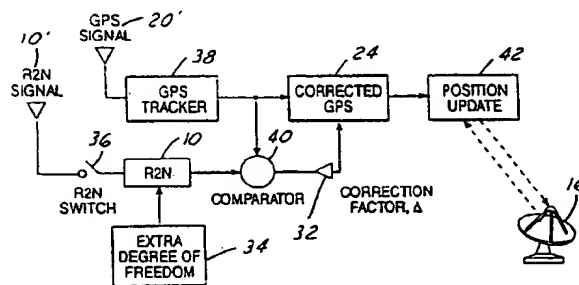 GPS
SIGNAL
20'
10'
R2N
SIGNAL
38
GPS
TRACKER
24
CORRECTED
GPS
42
POSITION
UPDATE
36
R2N
SWITCH
10
R2N
40
COMPARATOR
32
CORRECTION
FACTOR, Δ
16
EXTRA
DEGREE OF
FREEDOM
34